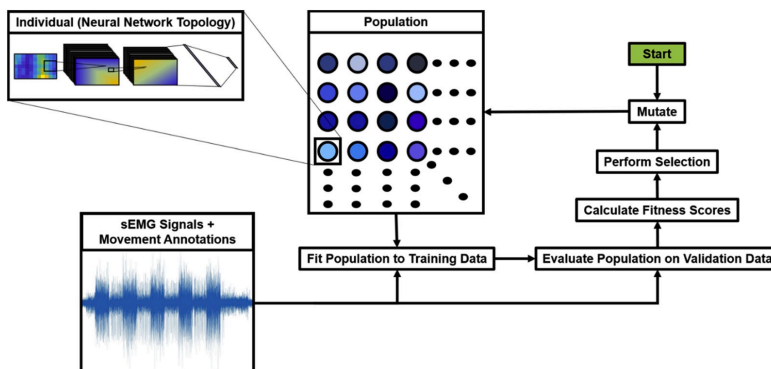 Individual (Neural Network Topology)
Population
Start
Mutate
Perform Selection
Calculate Fitness Scores
sEMG Signals +
Movement Annotations
Fit Population to Training Data
Evaluate Population on Validation Data